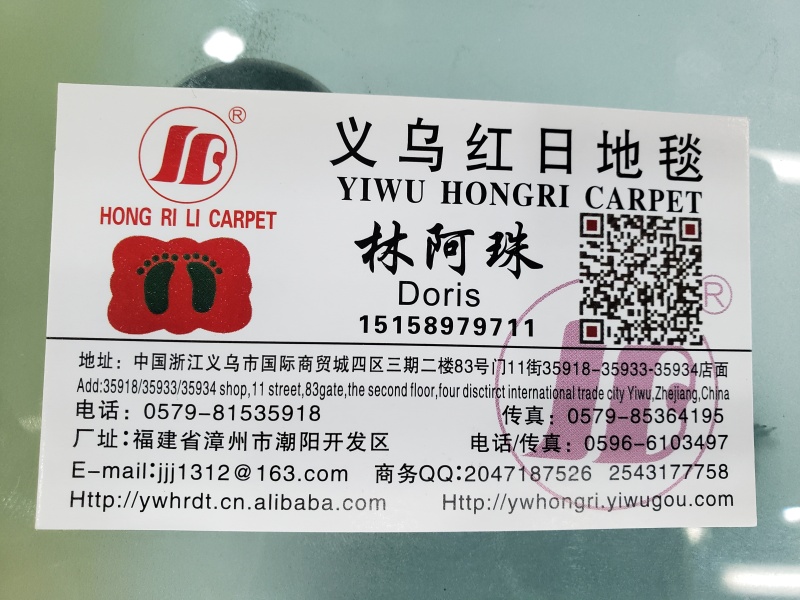 ®
HONG RI LI CARPET
义乌红日地毯
YIWU HONGRI CARPET
林阿珠
Doris
15158979711
R
地址：中国浙江义乌市国际商贸城四区三期二楼83号门11街35918-35933-35934店面
Add:35918/35933/35934 shop,11 street,83gate,the second floor,four disctirct international trade city Yiwu,Zhejiang,China
电话：0579-81535918 传真：0579-85364195
厂址：福建省漳州市潮阳开发区 电话/传真：0596-6103497
E-mail:jjj1312@163.com 商务QQ:2047187526 2543177758
Http://ywhrdt.cn.alibaba.com Http://ywhongri.yiwugou.com